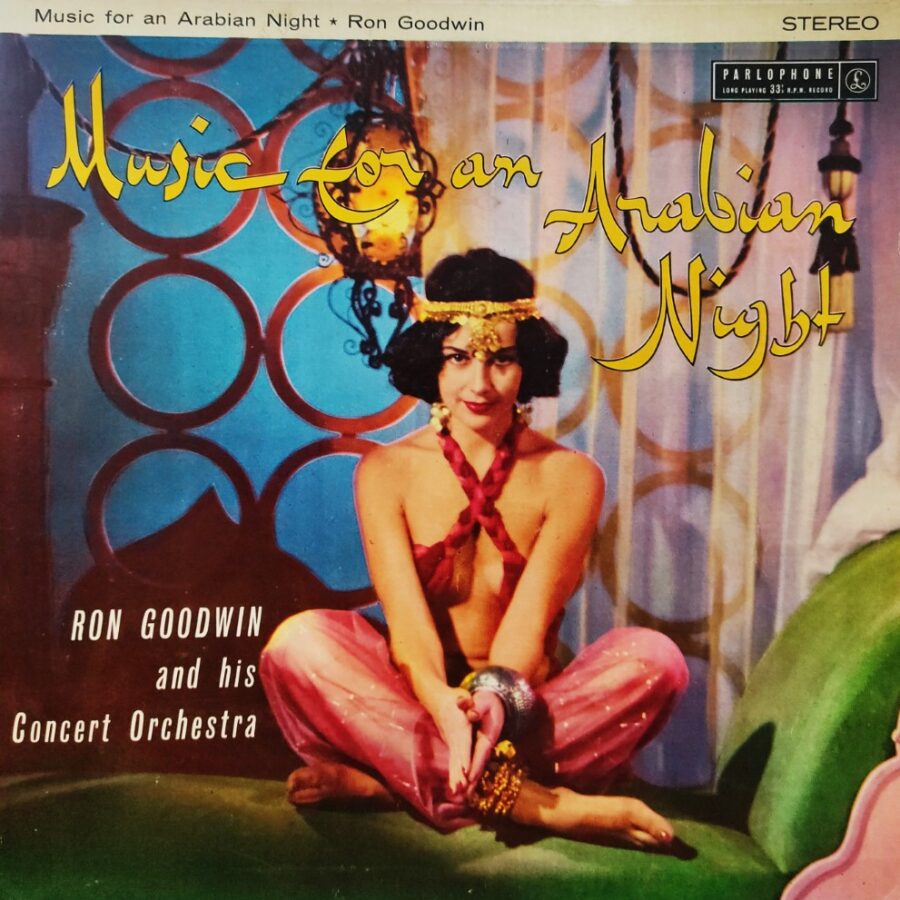 Music for an Arabian Night ★ Ron Goodwin
STEREO
PARLOPHONE
LONG PLAYING 33⅓ R.P.M. RECORD
£
Music for an
Arabian
Night
RON GOODWIN
and his
Concert Orchestra